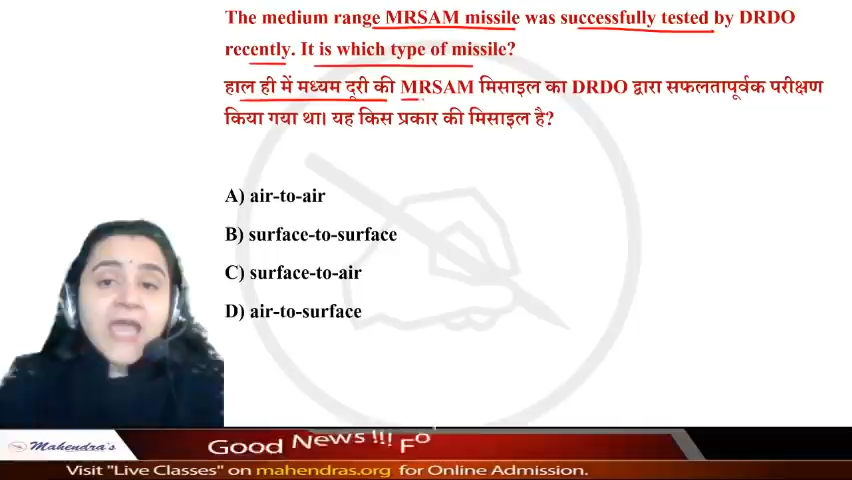 The medium range MRSAM missile was successfully tested by DRDO
recently. It is which type of missile?
हाल ही में मध्यम दूरी की MRSAM मिसाइल का DRDO द्वारा सफलतापूर्वक परीक्षण
किया गया था। यह किस प्रकार की मिसाइल है?
A) air-to-air
B) surface-to-surface
C) surface-to-air
D) air-to-surface
Mahendra's
Good News !!! Fo
Visit "Live Classes" on mahendras.org for Online Admission.